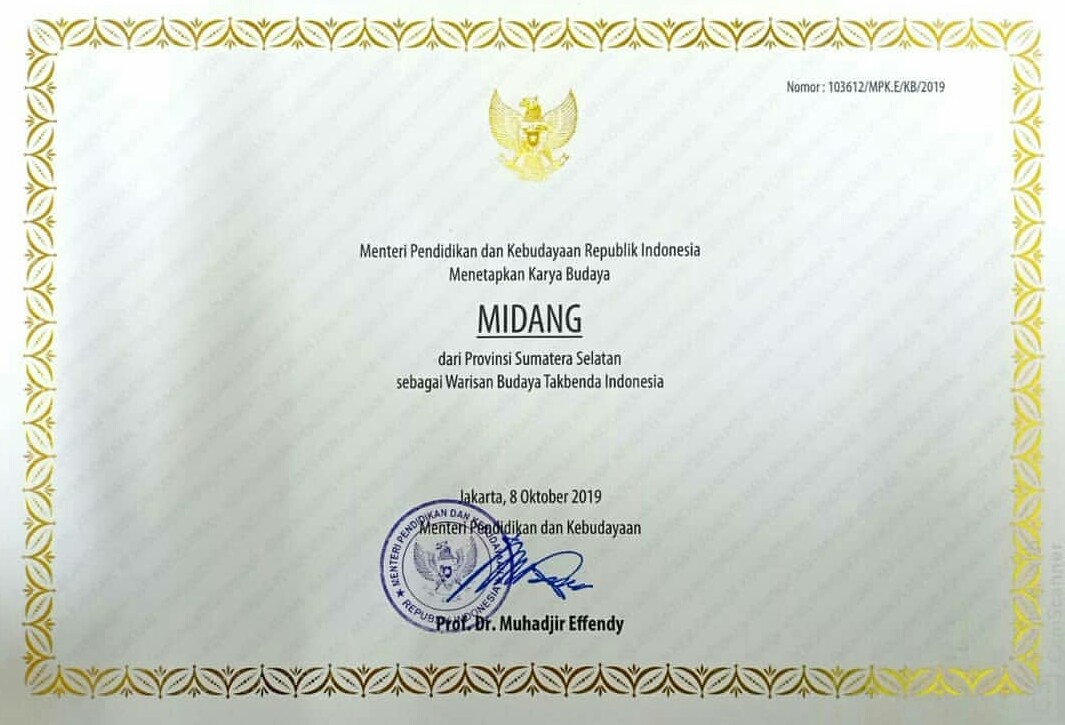 Nomor : 103612/MPK.E/KB/2019
Menteri Pendidikan dan Kebudayaan Republik Indonesia
Menetapkan Karya Budaya
MIDANG
dari Provinsi Sumatera Selatan
sebagai Warisan Budaya Takbenda Indonesia
Jakarta, 8 Oktober 2019
Menteri Pendidikan dan Kebudayaan
MENTERI PENDIDIKAN DAN
REPUBLIK INDONESIA
Prof. Dr. Muhadjir Effendy
CamScanner